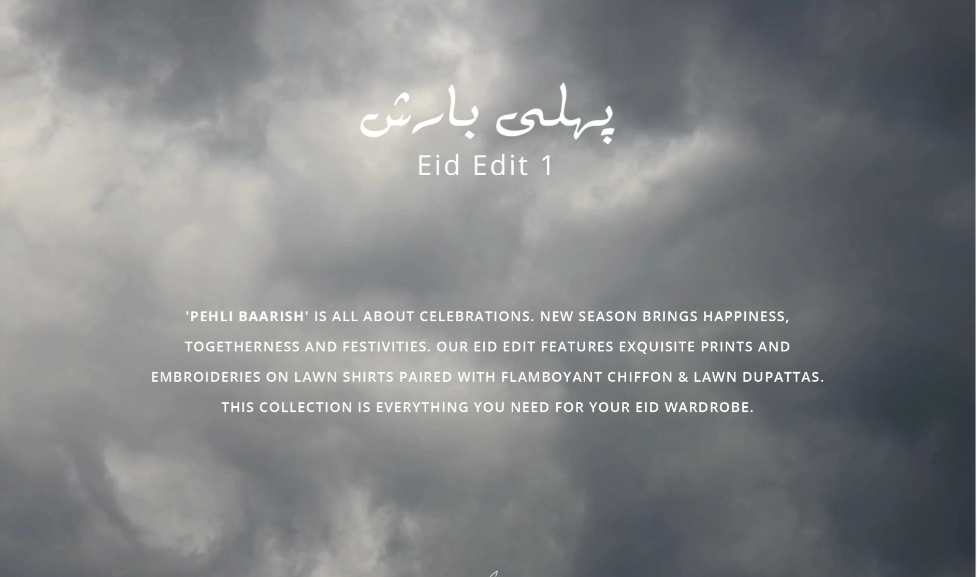 پہلی بارش
Eid Edit 1
'PEHLI BAARISH' IS ALL ABOUT CELEBRATIONS. NEW SEASON BRINGS HAPPINESS,
TOGETHERNESS AND FESTIVITIES. OUR EID EDIT FEATURES EXQUISITE PRINTS AND
EMBROIDERIES ON LAWN SHIRTS PAIRED WITH FLAMBOYANT CHIFFON & LAWN DUPATTAS.
THIS COLLECTION IS EVERYTHING YOU NEED FOR YOUR EID WARDROBE.